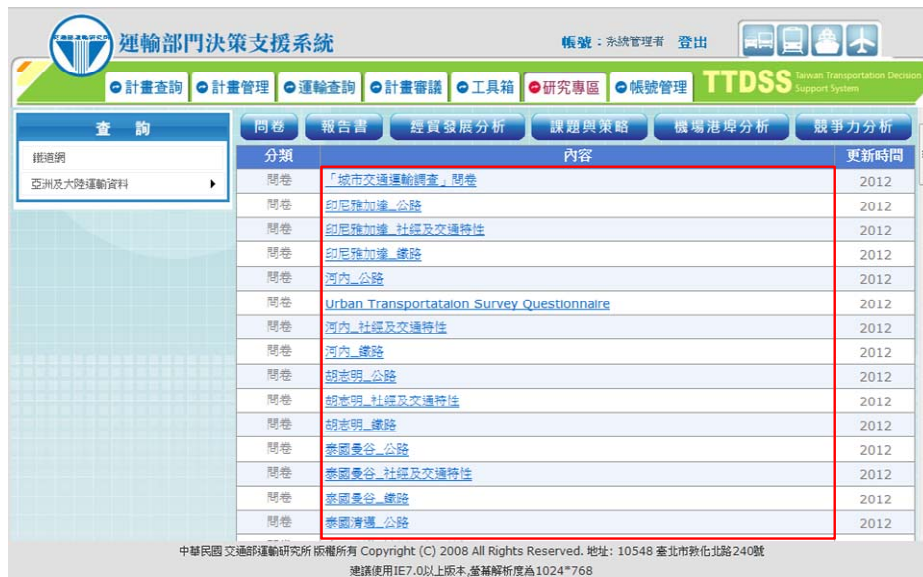 運輸部門決策支援系統
帳號：系統管理者 登出
計畫查詢 計畫管理 運輸查詢 計畫審議 工具箱 研究專區 帳號管理 TTDSS Taiwan Transportation Decision Support System
查 詢
鐵道網
亞洲及大陸運輸資料
問卷 報告書 經貿發展分析 課題與策略 機場港埠分析 競爭力分析
分類 內容 更新時間
問卷 「城市交通運輸調查」問卷 2012
問卷 印尼雅加達_公路 2012
問卷 印尼雅加達_社經及交通特性 2012
問卷 印尼雅加達_鐵路 2012
問卷 河內_公路 2012
問卷 Urban Transportataion Survey Questionnaire 2012
問卷 河內_社經及交通特性 2012
問卷 河內_鐵路 2012
問卷 胡志明_公路 2012
問卷 胡志明_社經及交通特性 2012
問卷 胡志明_鐵路 2012
問卷 泰國曼谷_公路 2012
問卷 泰國曼谷_社經及交通特性 2012
問卷 泰國曼谷_鐵路 2012
問卷 泰國清邁_公路 2012
中華民國 交通部運輸研究所 版權所有 Copyright (C) 2008 All Rights Reserved. 地址: 10548 臺北市敦化北路240號
建議使用IE7.0以上版本,螢幕解析度為1024*768